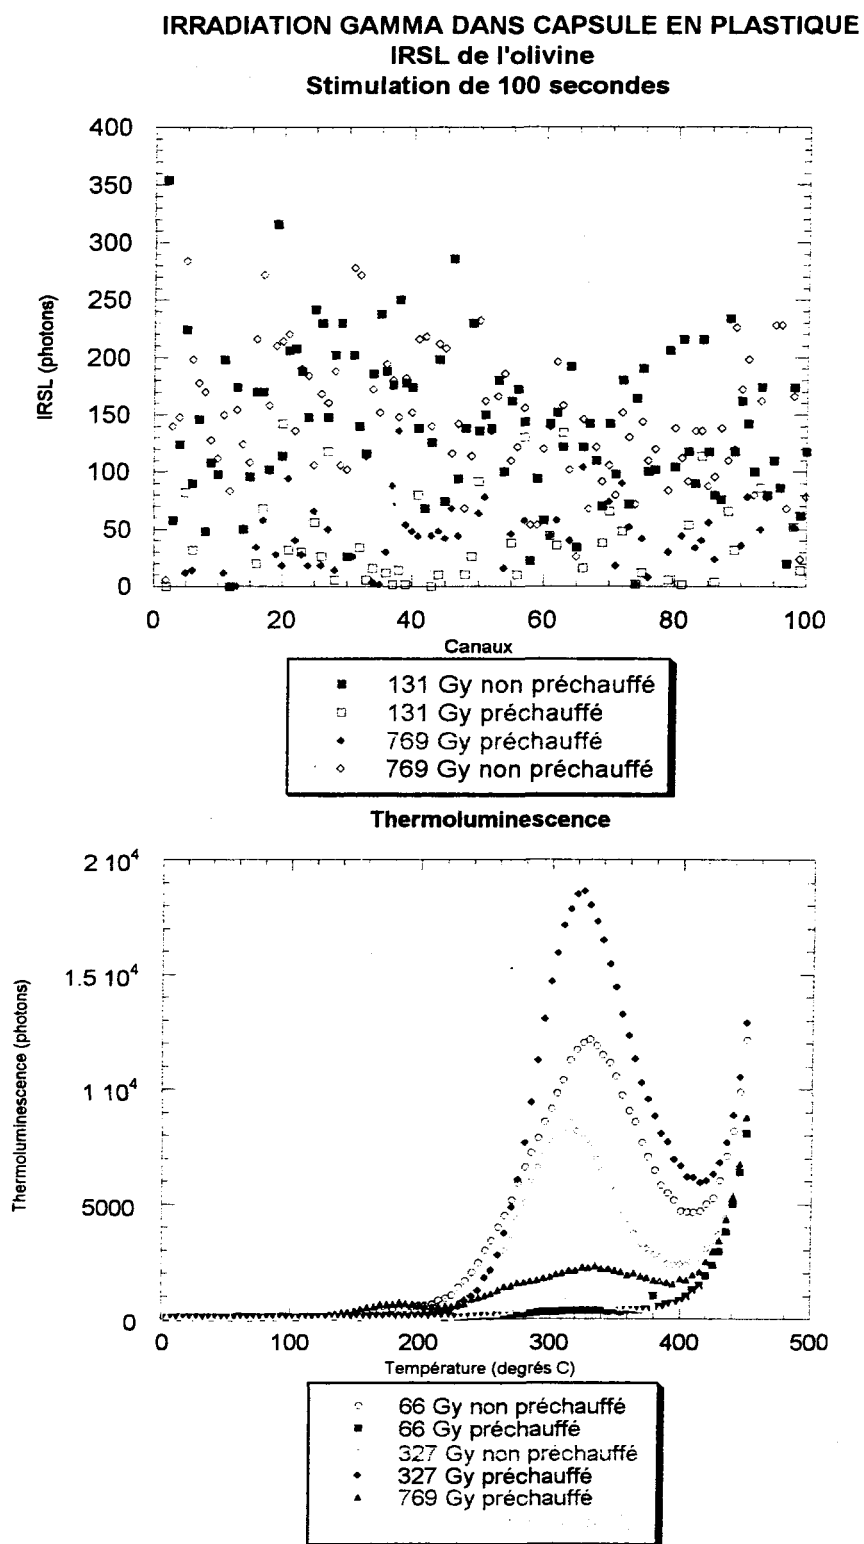 IRRADIATION GAMMA DANS CAPSULE EN PLASTIQUE
IRSL de l'olivine
Stimulation de 100 secondes
400
350
300
250
200
150
100
50
0
IRSL (photons)
0 20 40 60 80 100
Canaux
131 Gy non préchauffé
131 Gy préchauffé
769 Gy préchauffé
769 Gy non préchauffé
Thermoluminescence
2 10⁴
1.5 10⁴
1 10⁴
5000
0
Thermoluminescence (photons)
0 100 200 300 400 500
Température (degrés C)
66 Gy non préchauffé
66 Gy préchauffé
327 Gy non préchauffé
327 Gy préchauffé
769 Gy préchauffé